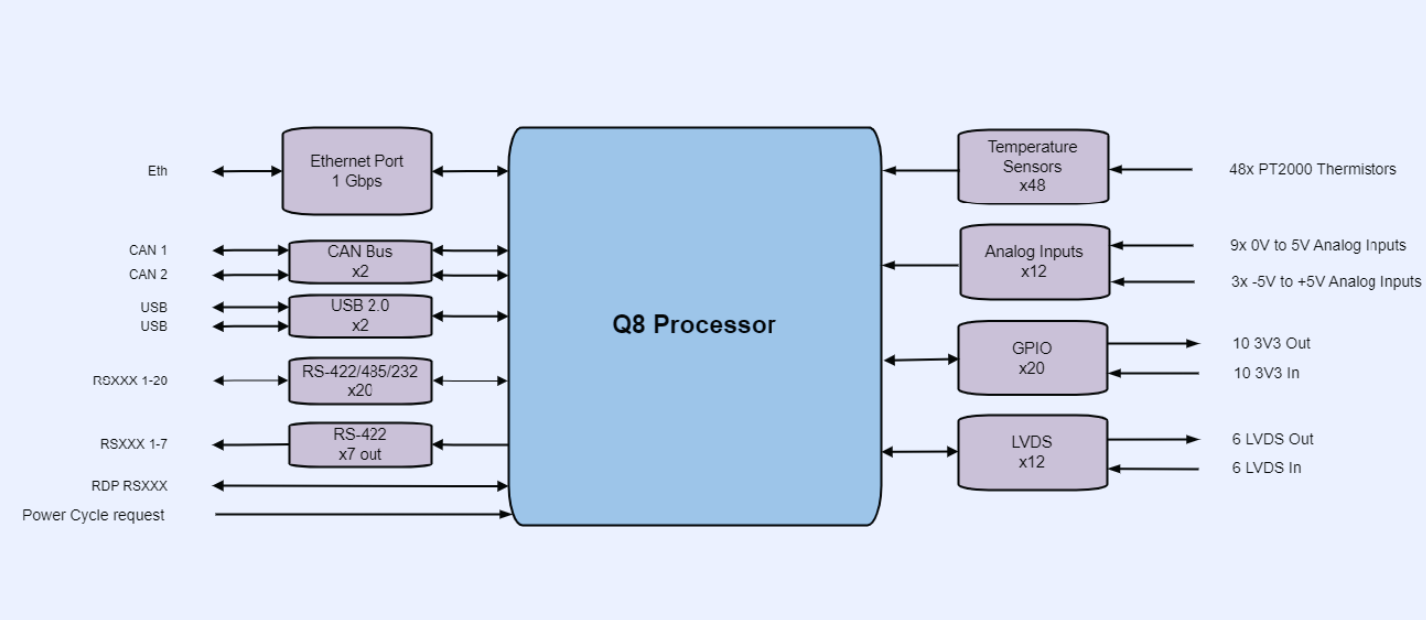 Eth
Ethernet Port
1 Gbps
CAN 1
CAN 2
CAN Bus
x2
USB
USB
USB 2.0
x2
RSXXX 1-20
RS-422/485/232
x20
RSXXX 1-7
RS-422
x7 out
RDP RSXXX
Power Cycle request
Q8 Processor
Temperature
Sensors
x48
48x PT2000 Thermistors
Analog Inputs
x12
9x 0V to 5V Analog Inputs
3x -5V to +5V Analog Inputs
GPIO
x20
10 3V3 Out
10 3V3 In
LVDS
x12
6 LVDS Out
6 LVDS In